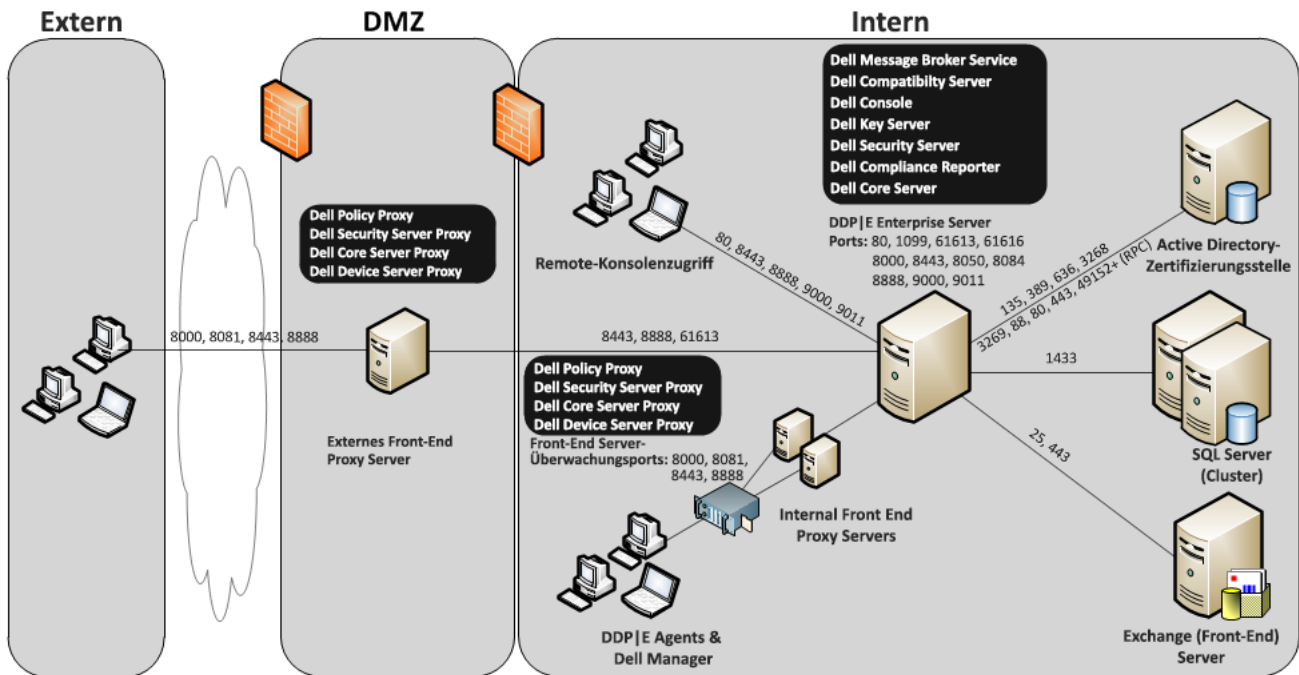 Extern
DMZ
Intern
Dell Message Broker Service
Dell Compatibilty Server
Dell Console
Dell Key Server
Dell Security Server
Dell Compliance Reporter
Dell Core Server
Dell Policy Proxy
Dell Security Server Proxy
Dell Core Server Proxy
Dell Device Server Proxy
DDP|E Enterprise Server
Ports: 80, 1099, 61613, 61616
8000, 8443, 8050, 8084
8888, 9000, 9011
Remote-Konsolenzugriff
80, 8443, 8888, 9000, 9011
135, 389, 636, 3268
3269, 88, 80, 443, 49152+ (RPC)
Active Directory-
Zertifizierungsstelle
8000, 8081, 8443, 8888
8443, 8888, 61613
1433
Dell Policy Proxy
Dell Security Server Proxy
Dell Core Server Proxy
Dell Device Server Proxy
Externes Front-End
Proxy Server
Front-End Server-
Überwachungsports: 8000, 8081,
8443, 8888
25, 443
SQL Server
(Cluster)
Internal Front End
Proxy Servers
DDP|E Agents &
Dell Manager
Exchange (Front-End)
Server